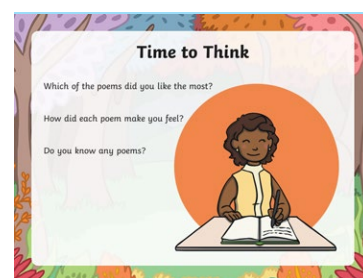 Time to Think
Which of the poems did you like the most?
How did each poem make you feel?
Do you know any poems?